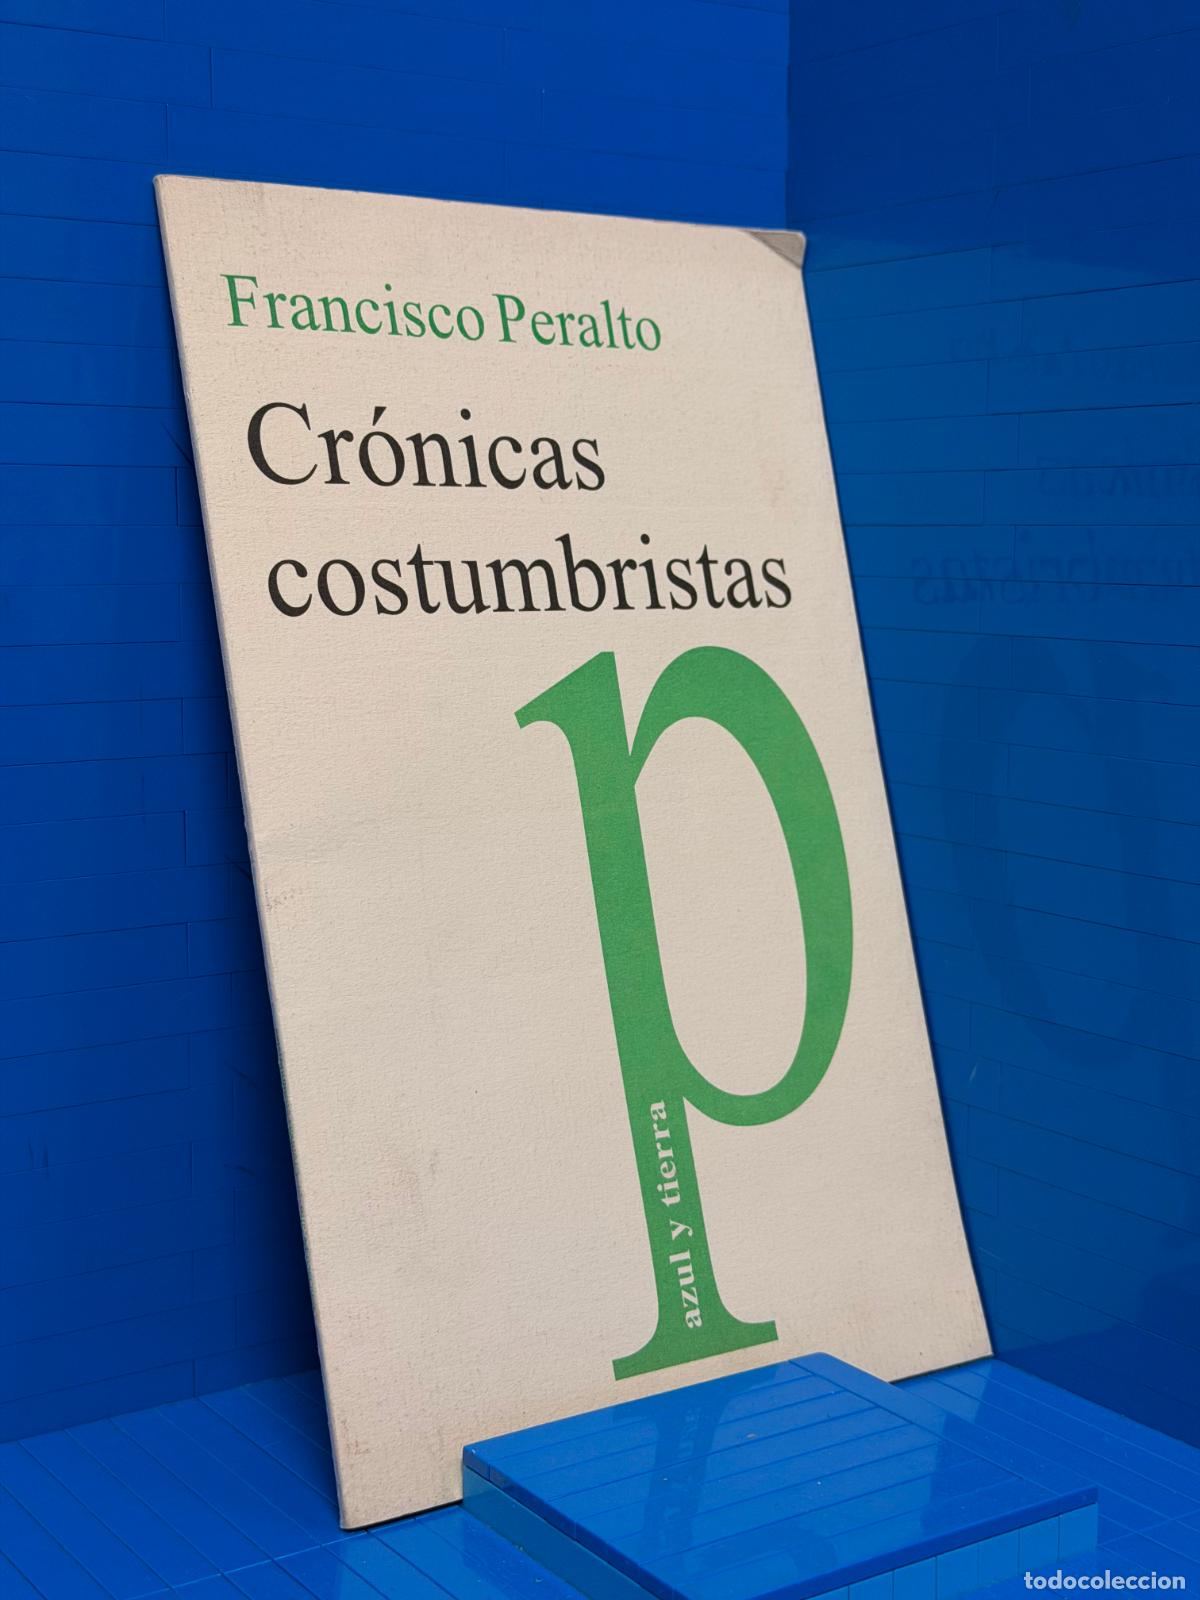 Francisco Peralto
Crónicas
costumbristas
p
azul y tierra
todocoleccion